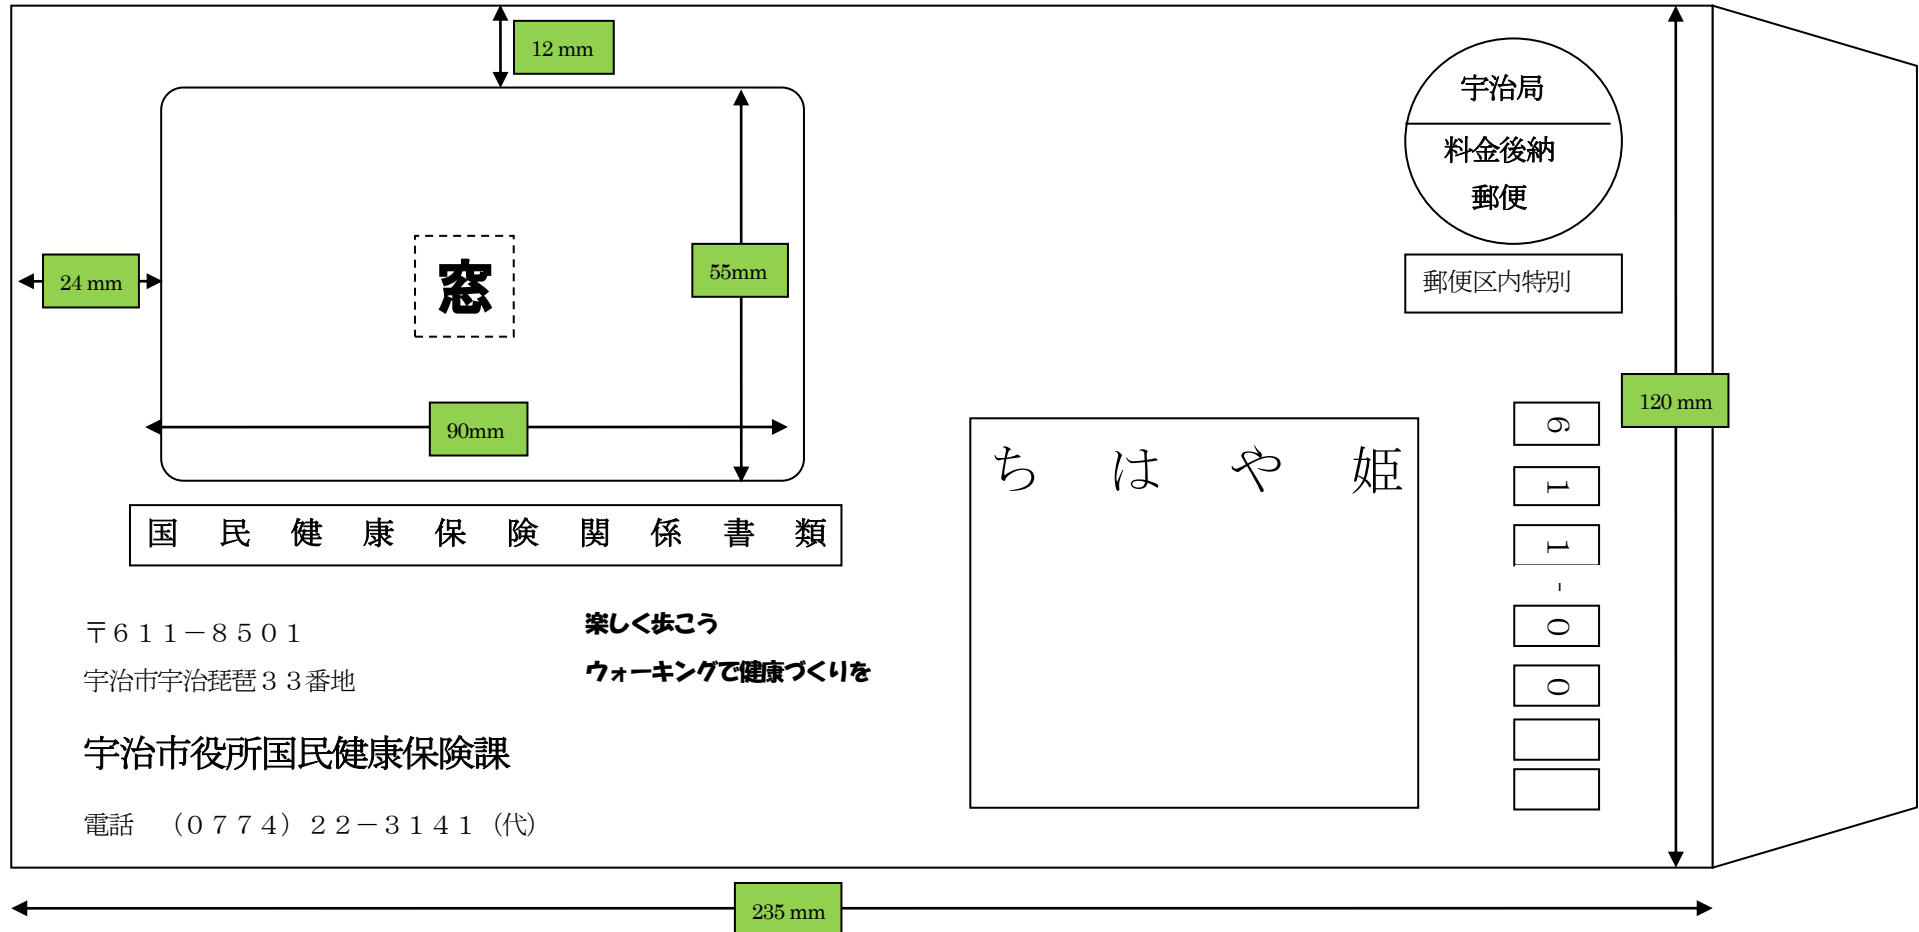 12 mm
宇治局
料金後納
郵便
24 mm
窓
55mm
郵便区内特別
90mm
120 mm
ちはや姫
6
1
1
-
0
0
国民健康保険関係書類
〒611－8501
宇治市宇治琵琶33番地
楽しく歩こう
ウォーキングで健康づくりを
宇治市役所国民健康保険課
電話　（0774）22－3141（代）
235 mm